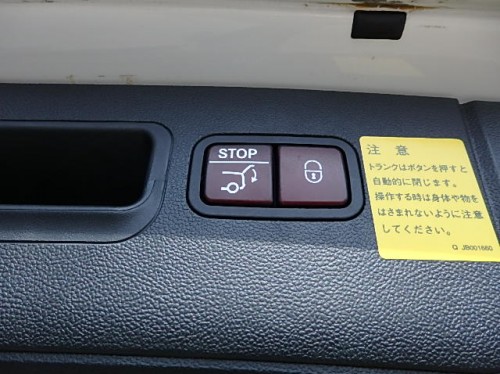 STOP
注意
トランクはボタンを押すと
自動的に閉じます。
操作する時は身体や物を
はさまれないように注意
してください。
Q JB001665